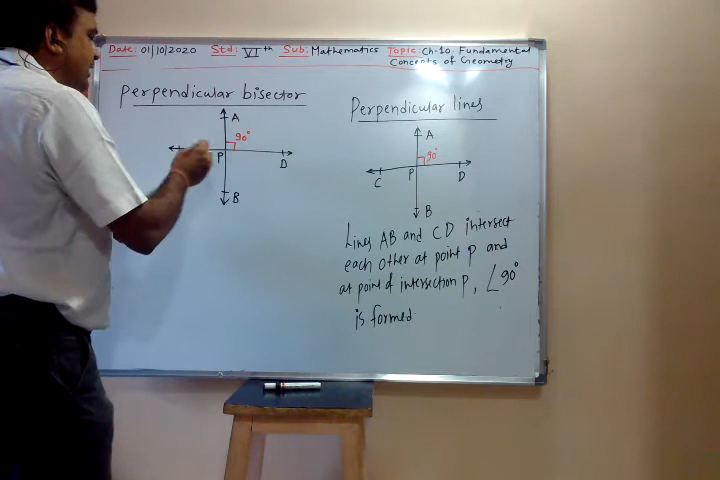 Date: 01/10/2020 Std: VI th Sub: Mathematics Topic: Ch-10. Fundamental
Concepts of Geometry
Perpendicular bisector
A
90°
P
D
B
Perpendicular lines
A
90°
C
P
D
B
Lines AB and CD intersect
each other at point P and
at point of intersection P, ∠90°
is formed